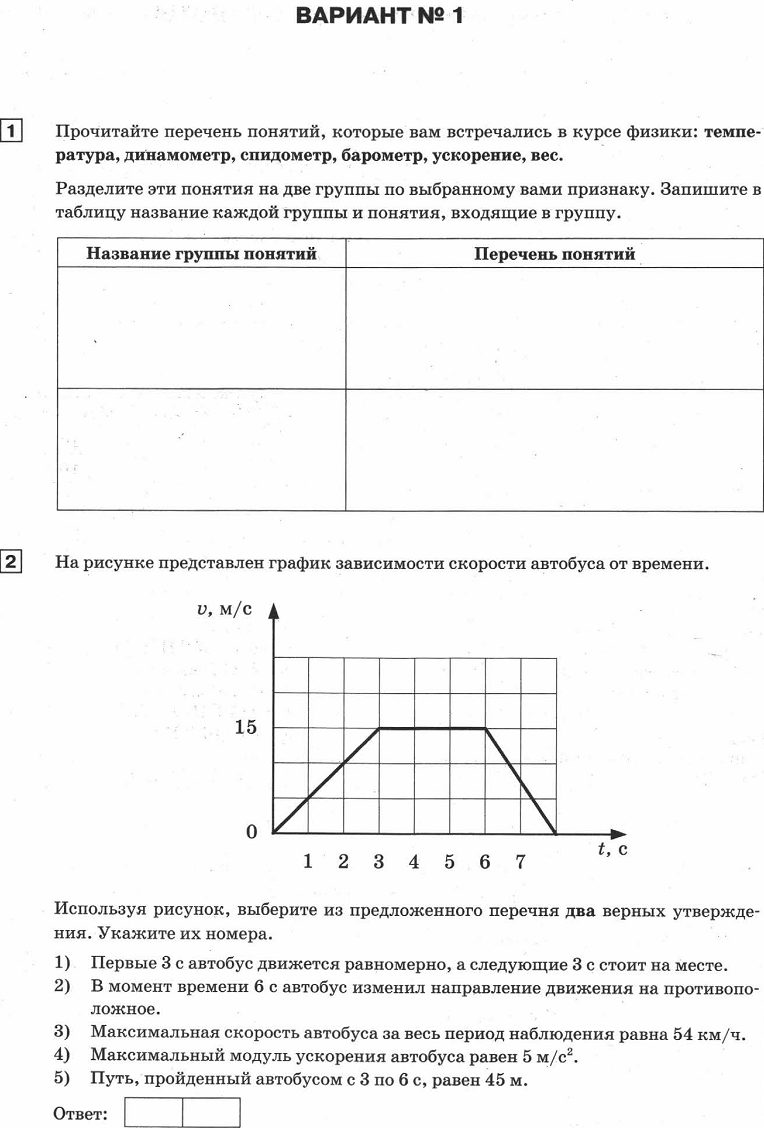 ВАРИАНТ № 1
1
Прочитайте перечень понятий, которые вам встречались в курсе физики: темпе-
ратура, динамометр, спидометр, барометр, ускорение, вес.
Разделите эти понятия на две группы по выбранному вами признаку. Запишите в
таблицу название каждой группы и понятия, входящие в группу.
Название группы понятий
Перечень понятий
2
На рисунке представлен график зависимости скорости автобуса от времени.
v, м/с
15
0
1 2 3 4 5 6 7
t, с
Используя рисунок, выберите из предложенного перечня два верных утвержде-
ния. Укажите их номера.
1) Первые 3 с автобус движется равномерно, а следующие 3 с стоит на месте.
2) В момент времени 6 с автобус изменил направление движения на противопо-
ложное.
3) Максимальная скорость автобуса за весь период наблюдения равна 54 км/ч.
4) Максимальный модуль ускорения автобуса равен 5 м/с².
5) Путь, пройденный автобусом с 3 по 6 с, равен 45 м.
Ответ: